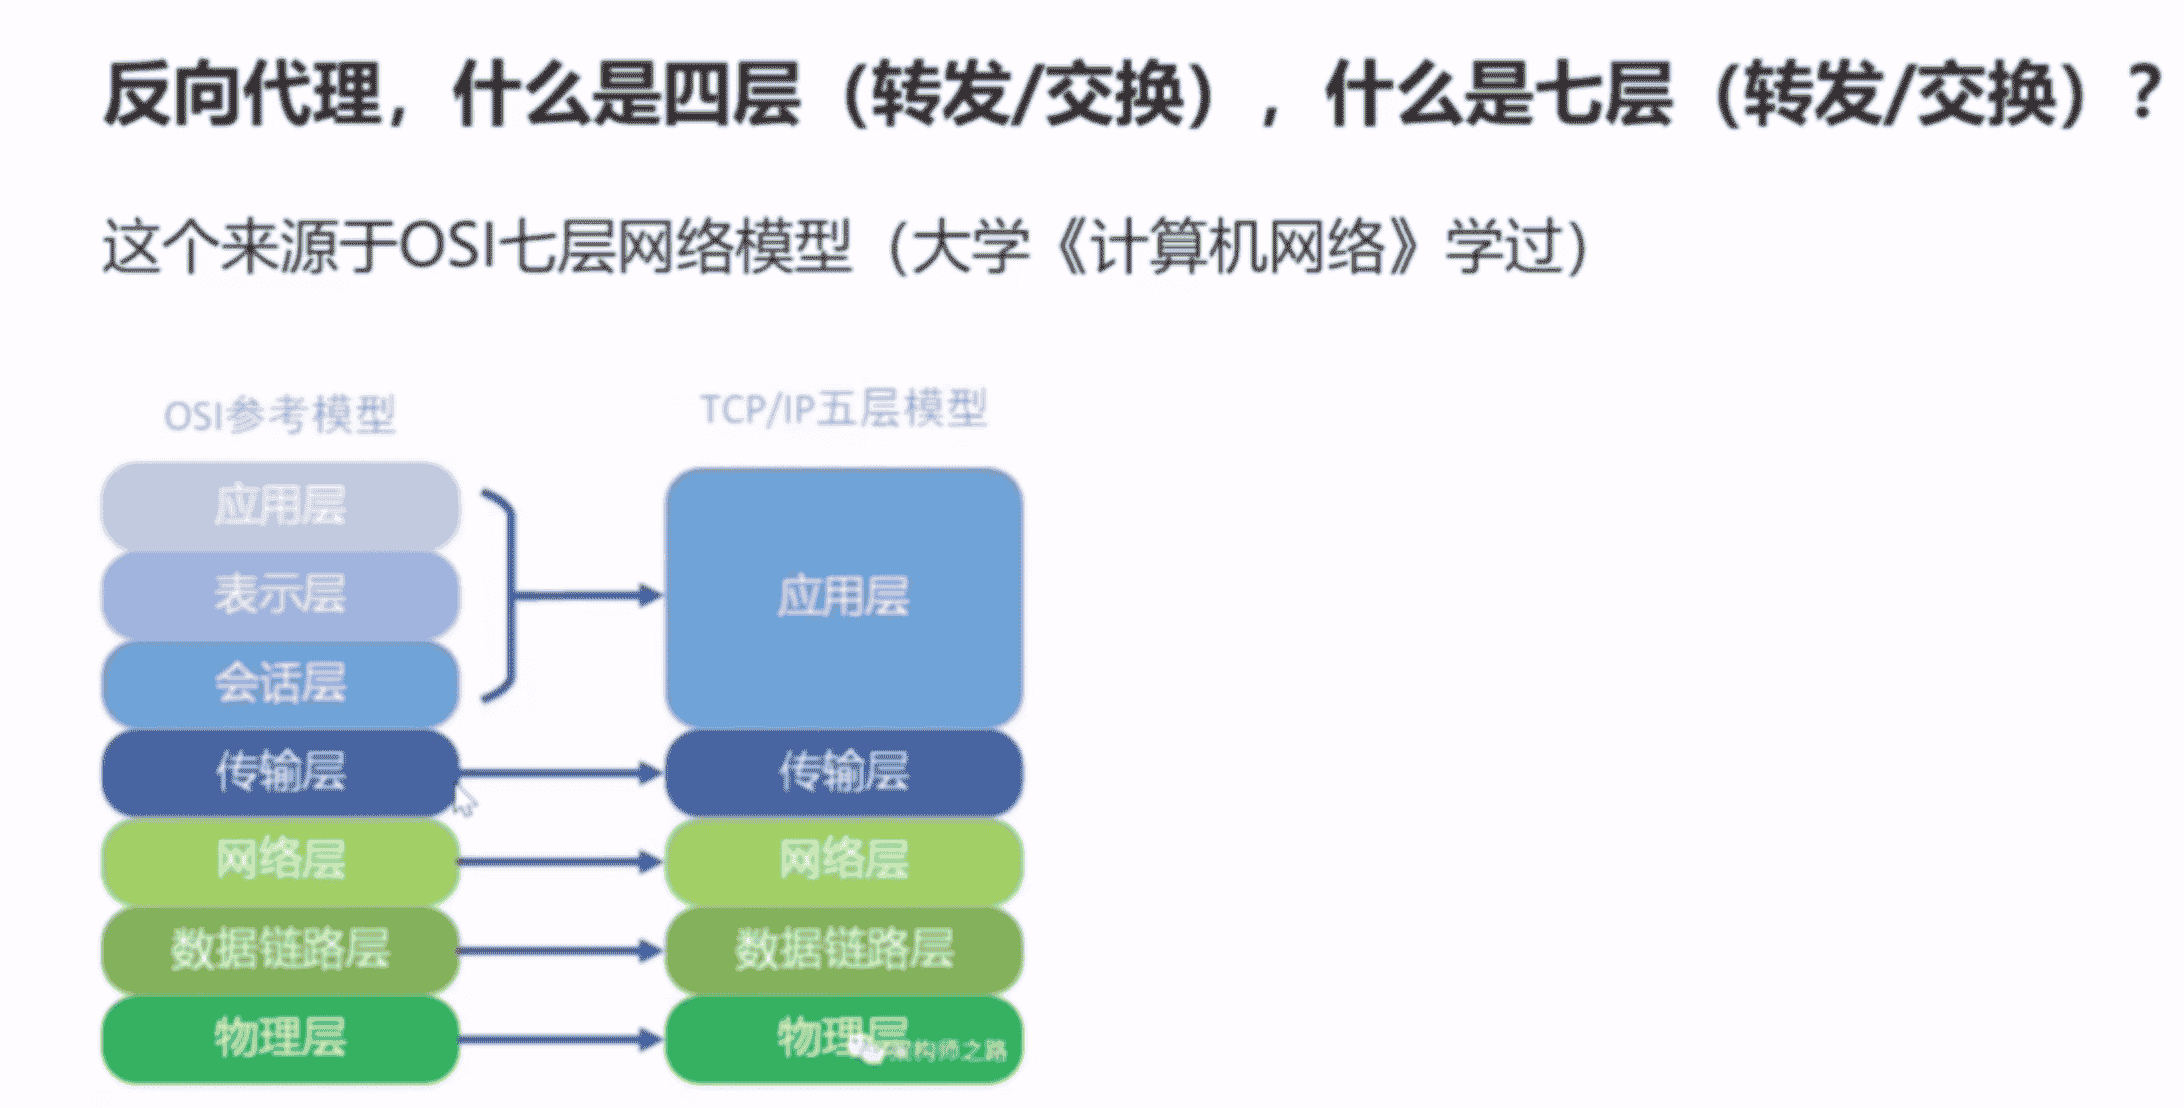 反向代理，什么是四层（转发/交换），什么是七层（转发/交换）？
这个来源于OSI七层网络模型（大学《计算机网络》学过）
OSI参考模型
应用层
表示层
会话层
传输层
网络层
数据链路层
物理层
TCP/IP五层模型
应用层
传输层
网络层
数据链路层
物理层
架构师之路